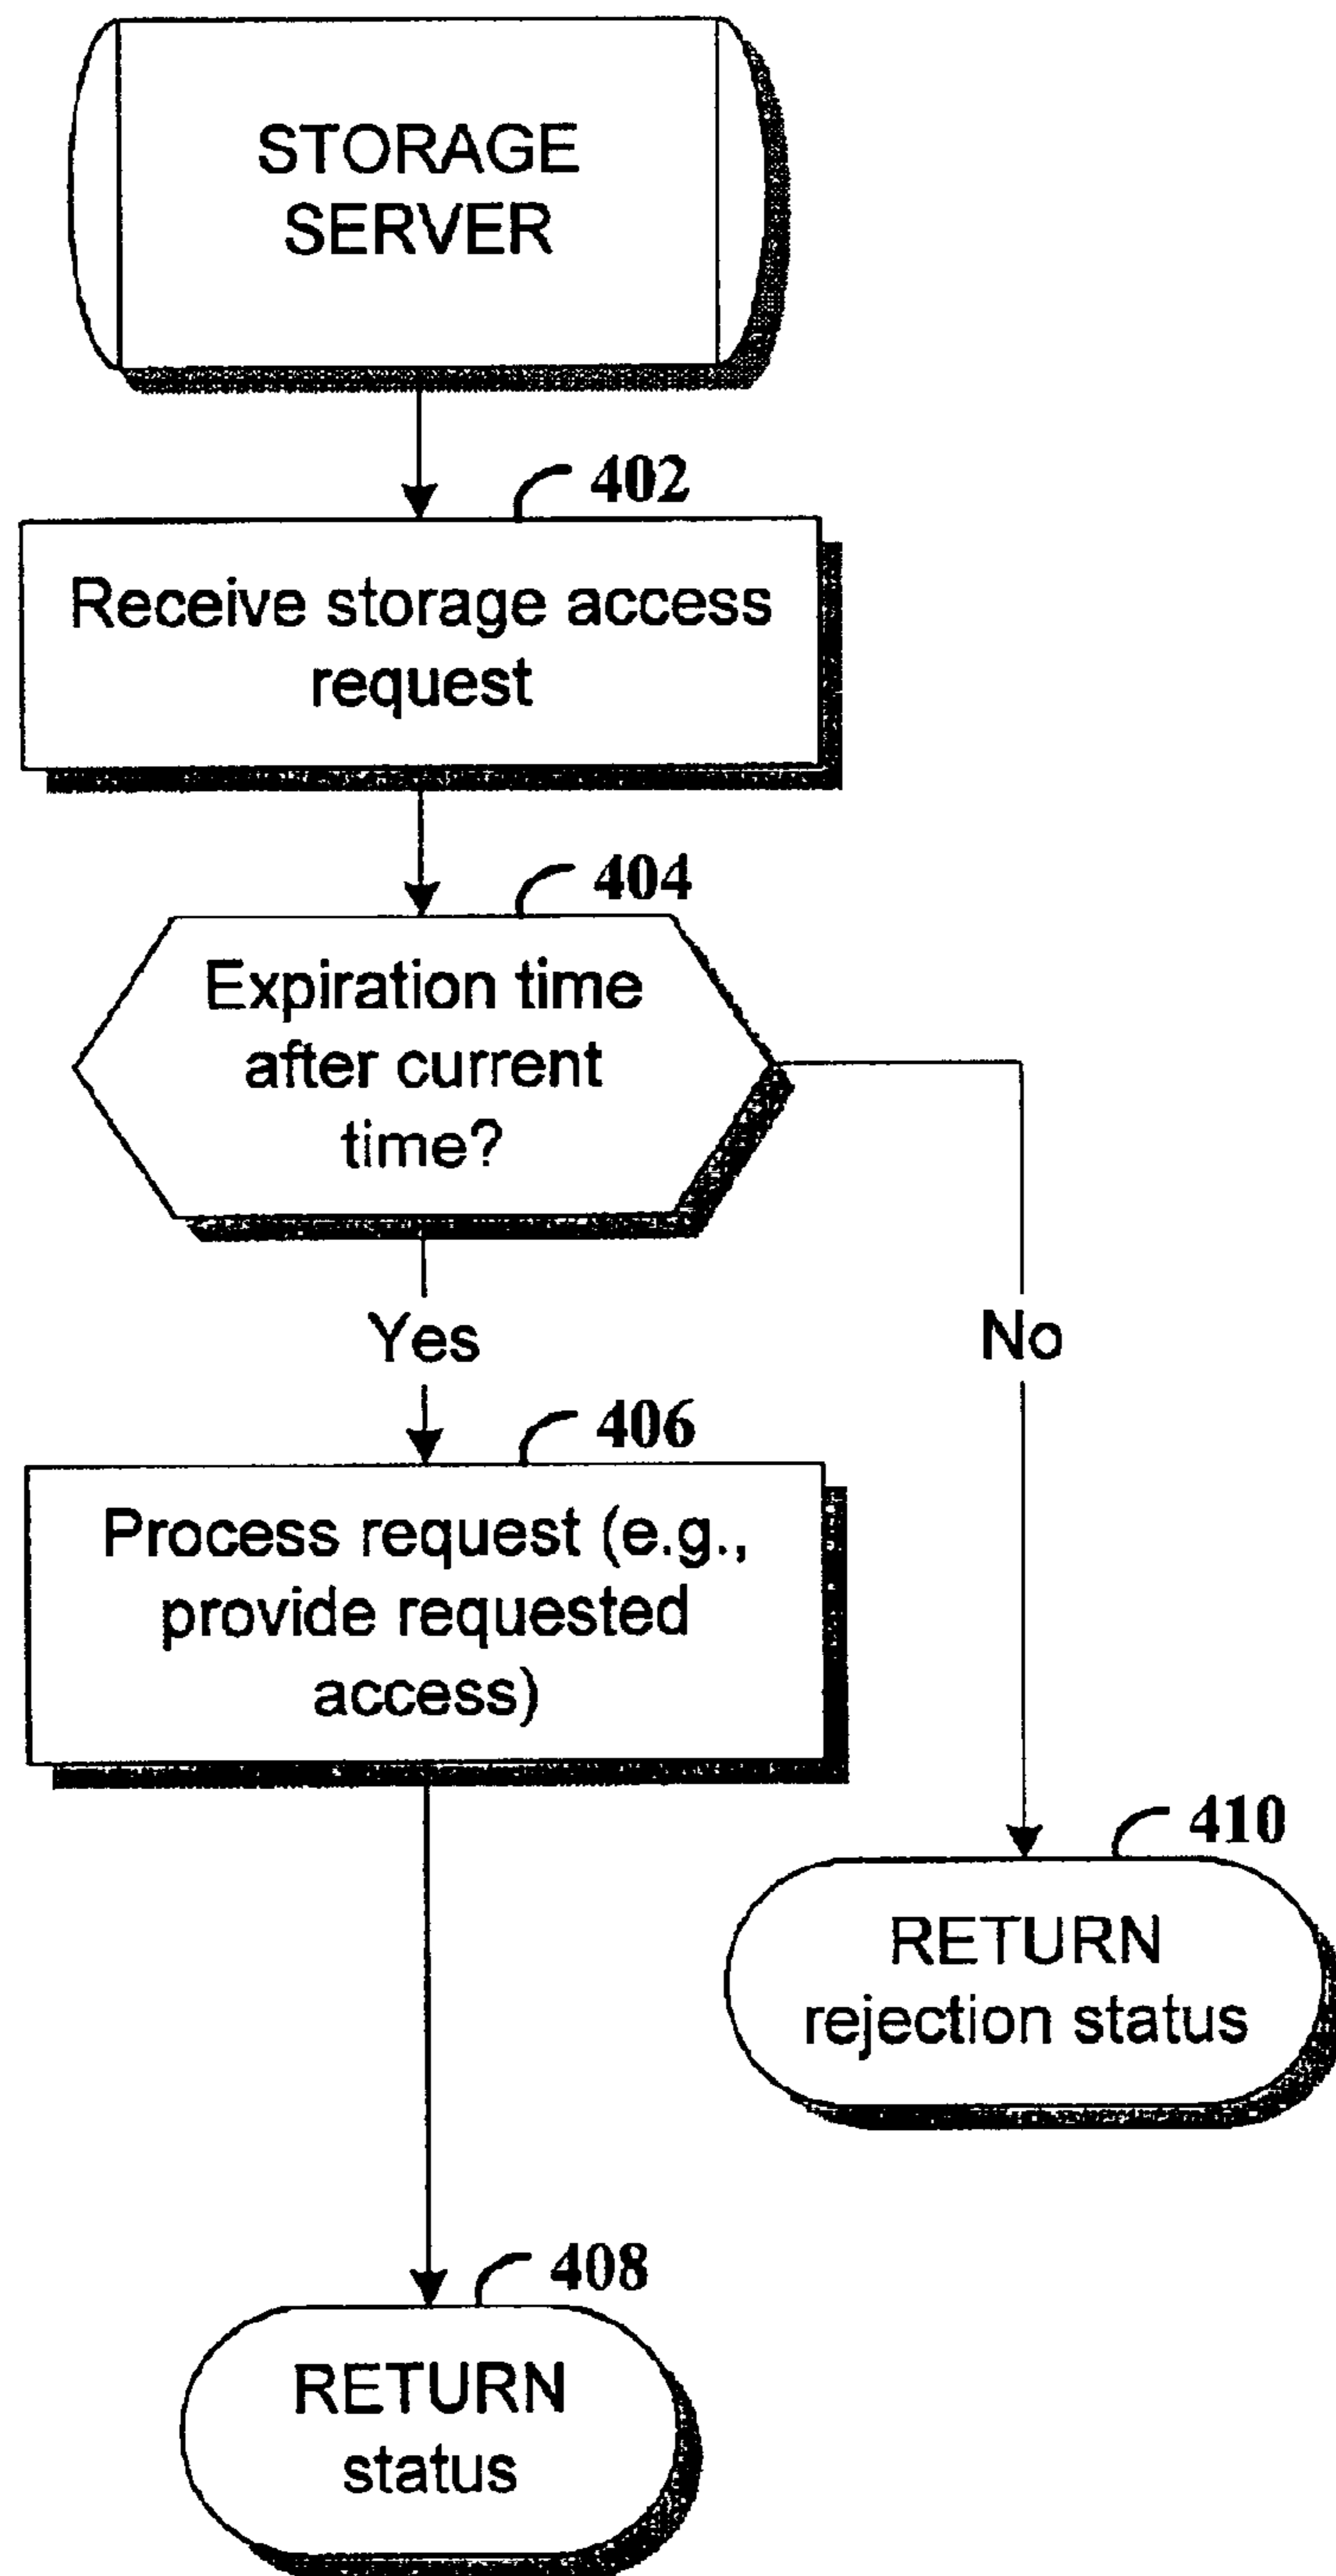 STORAGE
SERVER
402
Receive storage access
request
404
Expiration time
after current
time?
Yes
No
406
Process request (e.g.,
provide requested
access)
410
RETURN
rejection status
408
RETURN
status